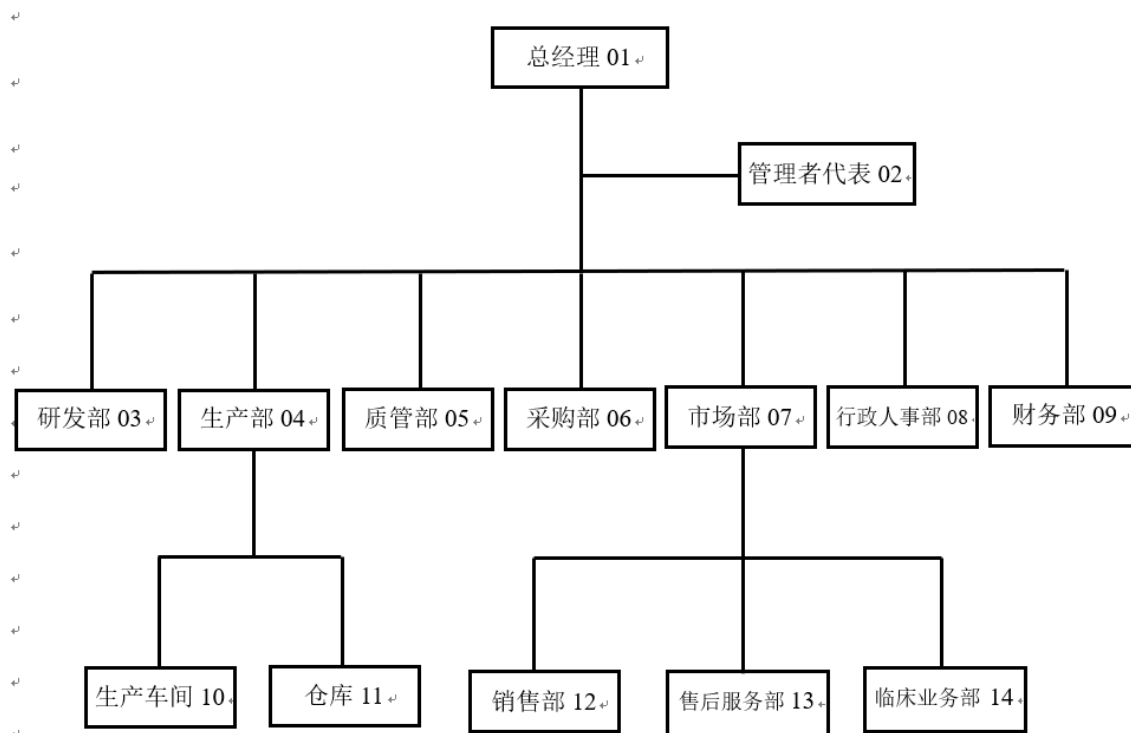 总经理 01
管理者代表 02
研发部 03
生产部 04
质管部 05
采购部 06
市场部 07
行政人事部 08
财务部 09
生产车间 10
仓库 11
销售部 12
售后服务部 13
临床业务部 14